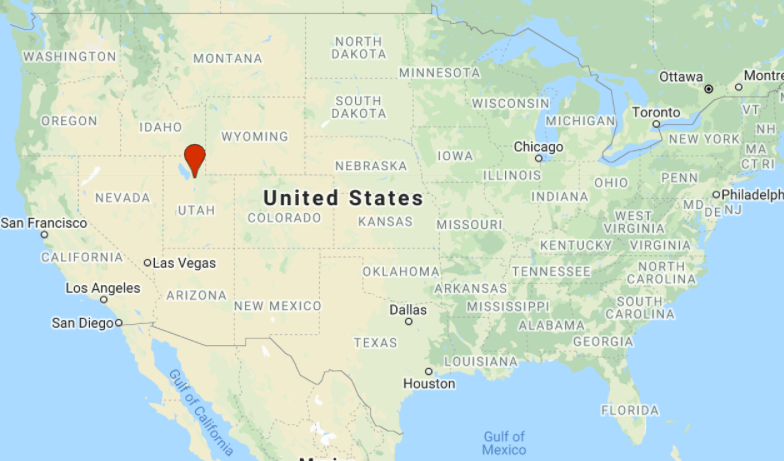 WASHINGTON
MONTANA
NORTH
DAKOTA
MINNESOTA
Ottawa
Montre
OREGON
IDAHO
WYOMING
SOUTH
DAKOTA
WISCONSIN
MICHIGAN
Toronto
VT
NH
NEW YORK
MA
CT RI
NEVADA
UTAH
United States
COLORADO
NEBRASKA
KANSAS
IOWA
Chicago
ILLINOIS
INDIANA
OHIO
PENN
Philadelph
MD
DE
NJ
WEST
VIRGINIA
MISSOURI
KENTUCKY
VIRGINIA
San Francisco
CALIFORNIA
Las Vegas
Los Angeles
San Diego
ARIZONA
NEW MEXICO
OKLAHOMA
ARKANSAS
TENNESSEE
NORTH
CAROLINA
SOUTH
CAROLINA
MISSISSIPPI
ALABAMA
GEORGIA
Dallas
TEXAS
LOUISIANA
Houston
FLORIDA
Gulf of California
Gulf of
Mexico